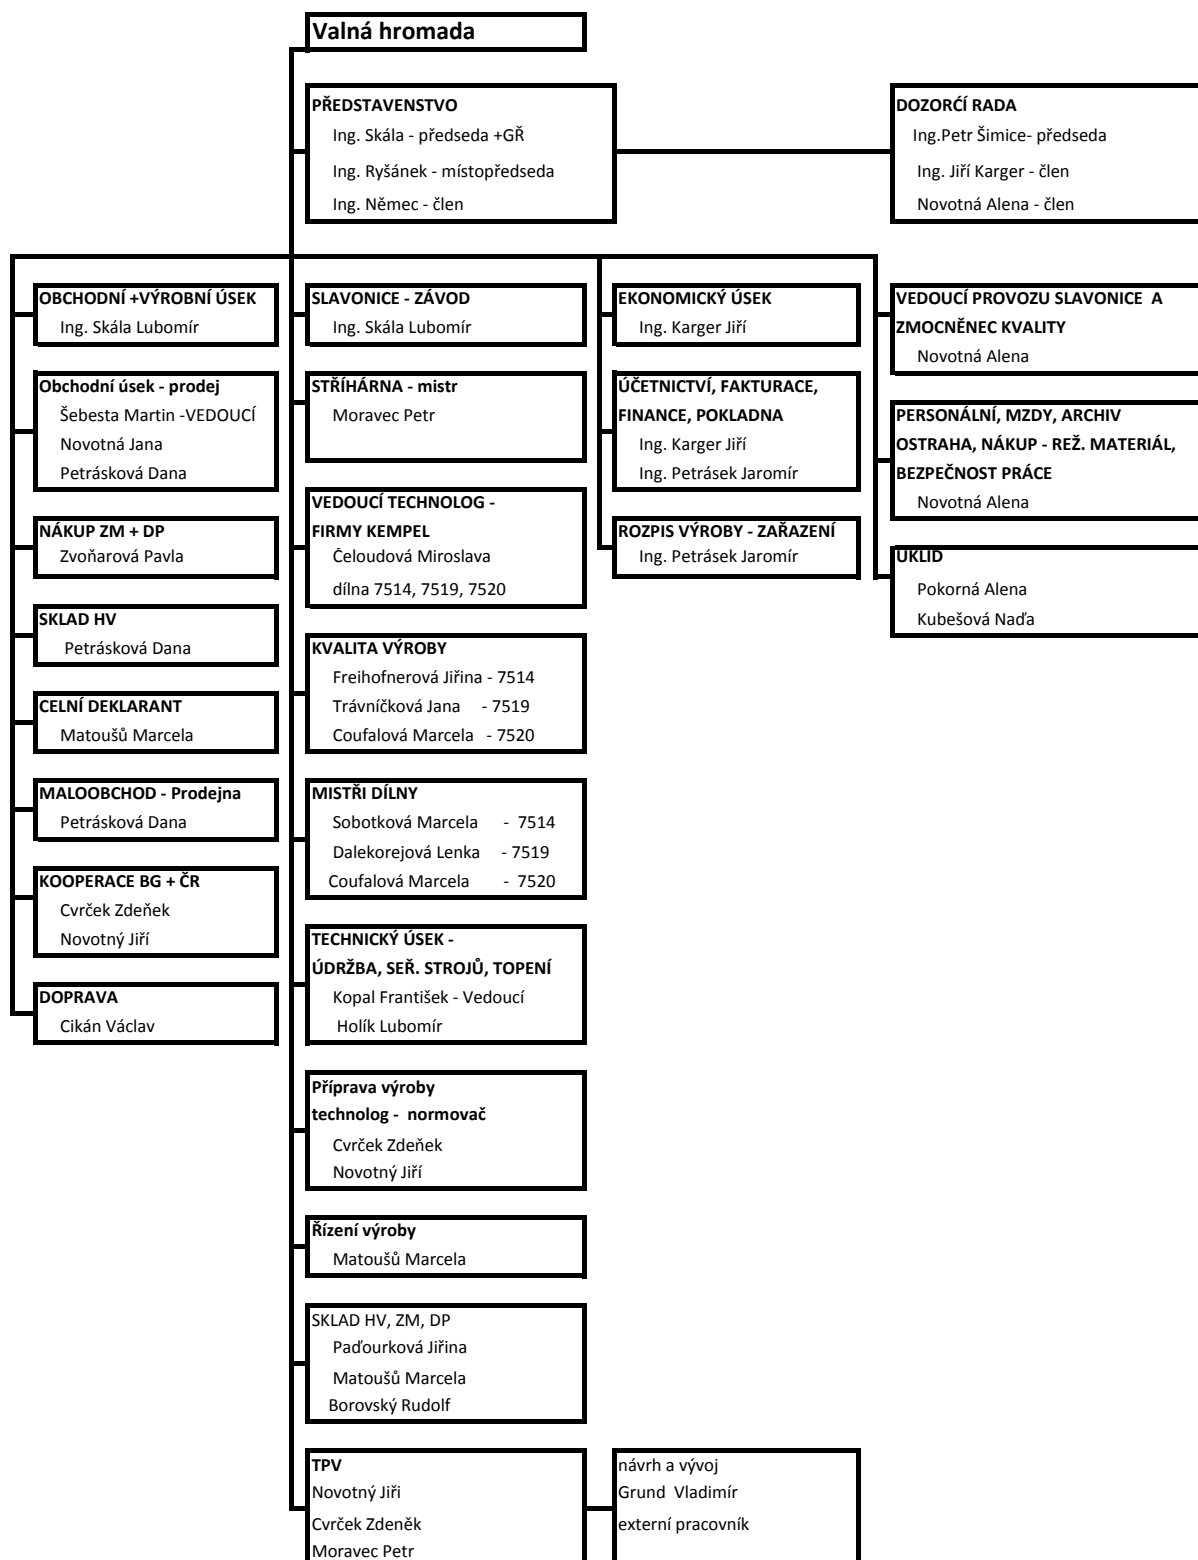 Valná hromada
PŘEDSTAVENSTVO
Ing. Skála - předseda +GŘ
Ing. Ryšánek - místopředseda
Ing. Němec - člen
DOZORĆÍ RADA
Ing.Petr Šimice- předseda
Ing. Jiří Karger - člen
Novotná Alena - člen
OBCHODNÍ +VÝROBNÍ ÚSEK
Ing. Skála Lubomír
Obchodní úsek - prodej
Šebesta Martin -VEDOUCÍ
Novotná Jana
Petrásková Dana
NÁKUP ZM + DP
Zvoňarová Pavla
SKLAD HV
Petrásková Dana
CELNÍ DEKLARANT
Matoušů Marcela
MALOOBCHOD - Prodejna
Petrásková Dana
KOOPERACE BG + ČR
Cvrček Zdeňek
Novotný Jiří
DOPRAVA
Cikán Václav
SLAVONICE - ZÁVOD
Ing. Skála Lubomír
STŘÍHÁRNA - mistr
Moravec Petr
VEDOUCÍ TECHNOLOG -
FIRMY KEMPEL
Čeloudová Miroslava
dílna 7514, 7519, 7520
KVALITA VÝROBY
Freihofnerová Jiřina - 7514
Trávníčková Jana - 7519
Coufalová Marcela - 7520
MISTŘI DÍLNY
Sobotková Marcela - 7514
Dalekorejová Lenka - 7519
Coufalová Marcela - 7520
TECHNICKÝ ÚSEK -
ÚDRŽBA, SEŘ. STROJŮ, TOPENÍ
Kopal František - Vedoucí
Holík Lubomír
Příprava výroby
technolog - normovač
Cvrček Zdeňek
Novotný Jiří
Řízení výroby
Matoušů Marcela
SKLAD HV, ZM, DP
Paďourková Jiřina
Matoušů Marcela
Borovský Rudolf
TPV
Novotný Jiři
Cvrček Zdeněk
Moravec Petr
návrh a vývoj
Grund Vladimír
externí pracovník
EKONOMICKÝ ÚSEK
Ing. Karger Jiří
ÚČETNICTVÍ, FAKTURACE,
FINANCE, POKLADNA
Ing. Karger Jiří
Ing. Petrásek Jaromír
ROZPIS VÝROBY - ZAŘAZENÍ
Ing. Petrásek Jaromír
VEDOUCÍ PROVOZU SLAVONICE A
ZMOCNĚNEC KVALITY
Novotná Alena
PERSONÁLNÍ, MZDY, ARCHIV
OSTRAHA, NÁKUP - REŽ. MATERIÁL,
BEZPEČNOST PRÁCE
Novotná Alena
ÚKLID
Pokorná Alena
Kubešová Naďa